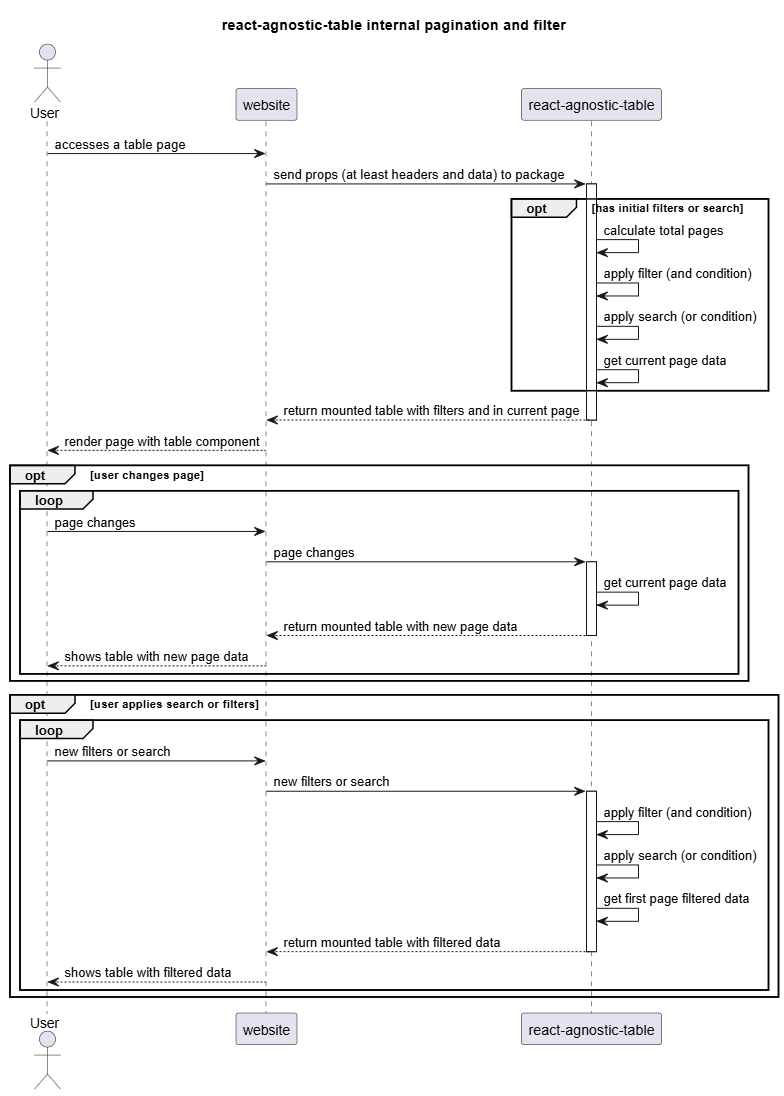 react-agnostic-table internal pagination and filter
User
website
react-agnostic-table
accesses a table page
send props (at least headers and data) to package
opt
[has initial filters or search]
calculate total pages
apply filter (and condition)
apply search (or condition)
get current page data
return mounted table with filters and in current page
render page with table component
opt
[user changes page]
loop
page changes
page changes
get current page data
return mounted table with new page data
shows table with new page data
opt
[user applies search or filters]
loop
new filters or search
new filters or search
apply filter (and condition)
apply search (or condition)
get first page filtered data
return mounted table with filtered data
shows table with filtered data
User
website
react-agnostic-table